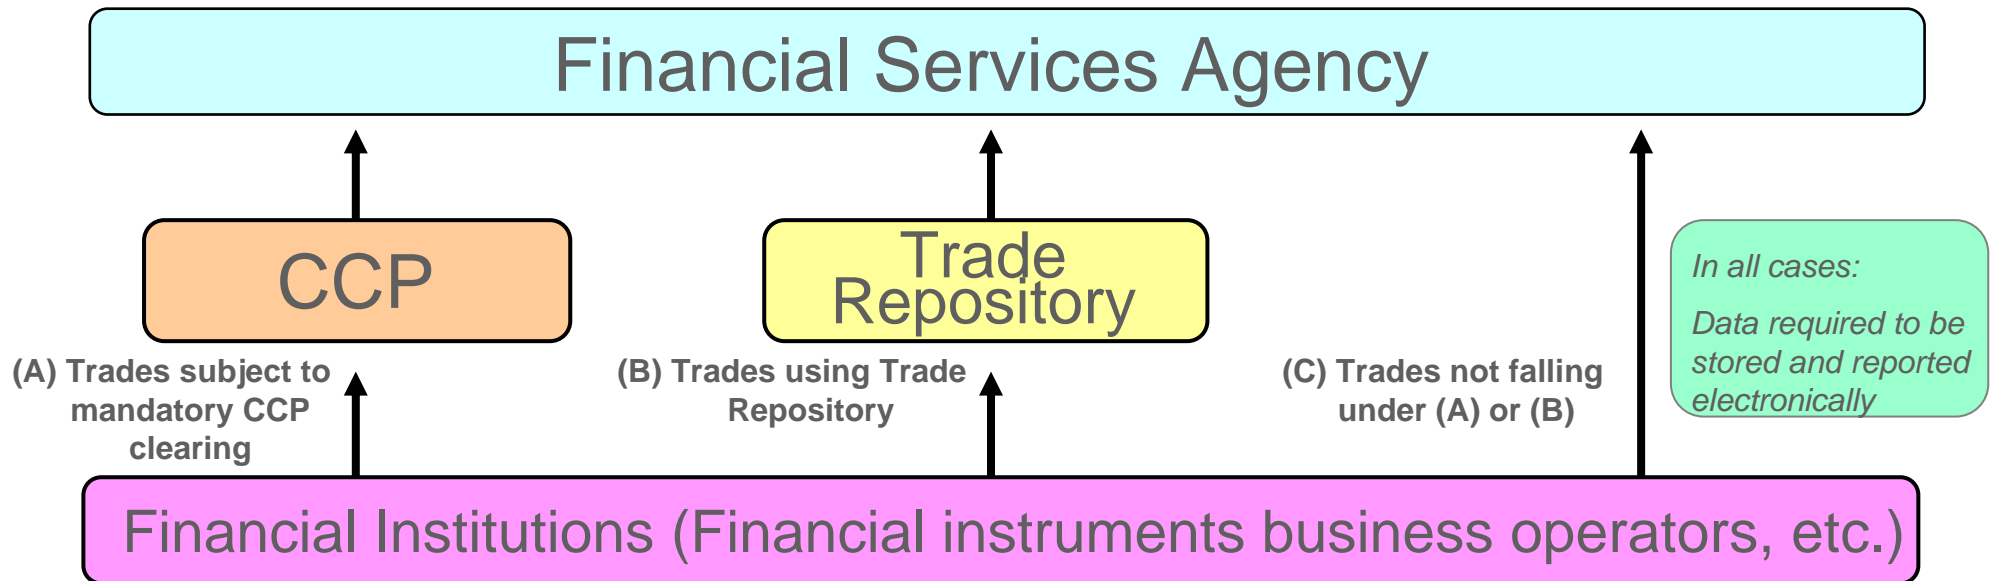 Financial Services Agency
CCP
Trade
Repository
In all cases:
Data required to be
stored and reported
electronically
(A) Trades subject to
mandatory CCP
clearing
(B) Trades using Trade
Repository
(C) Trades not falling
under (A) or (B)
Financial Institutions (Financial instruments business operators, etc.)